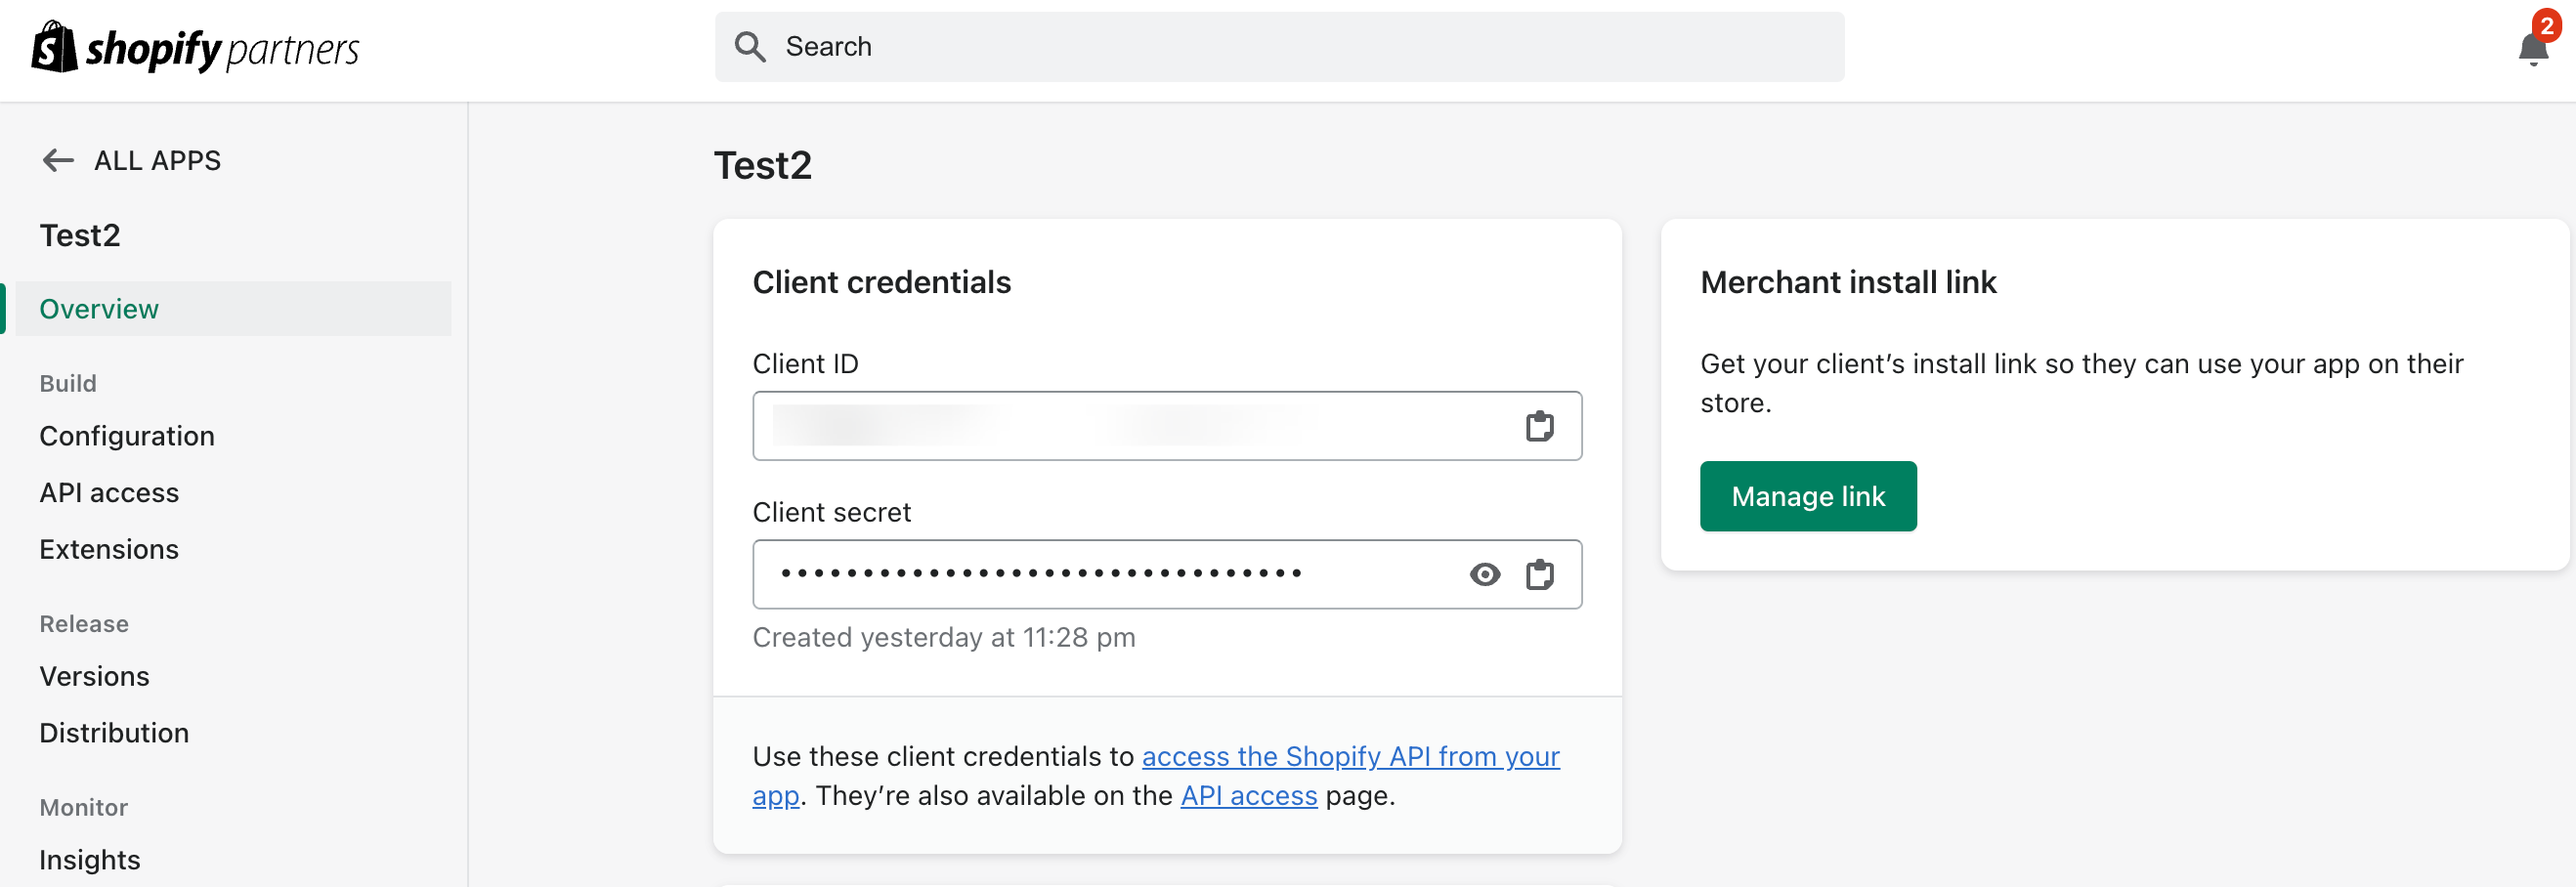 shopify partners
Search
2
ALL APPS
Test2
Overview
Build
Configuration
API access
Extensions
Release
Versions
Distribution
Monitor
Insights
Test2
Client credentials
Client ID
Client secret
••••••••••••••••••••••••••••••••
Created yesterday at 11:28 pm
Use these client credentials to access the Shopify API from your
app. They’re also available on the API access page.
Merchant install link
Get your client’s install link so they can use your app on their
store.
Manage link